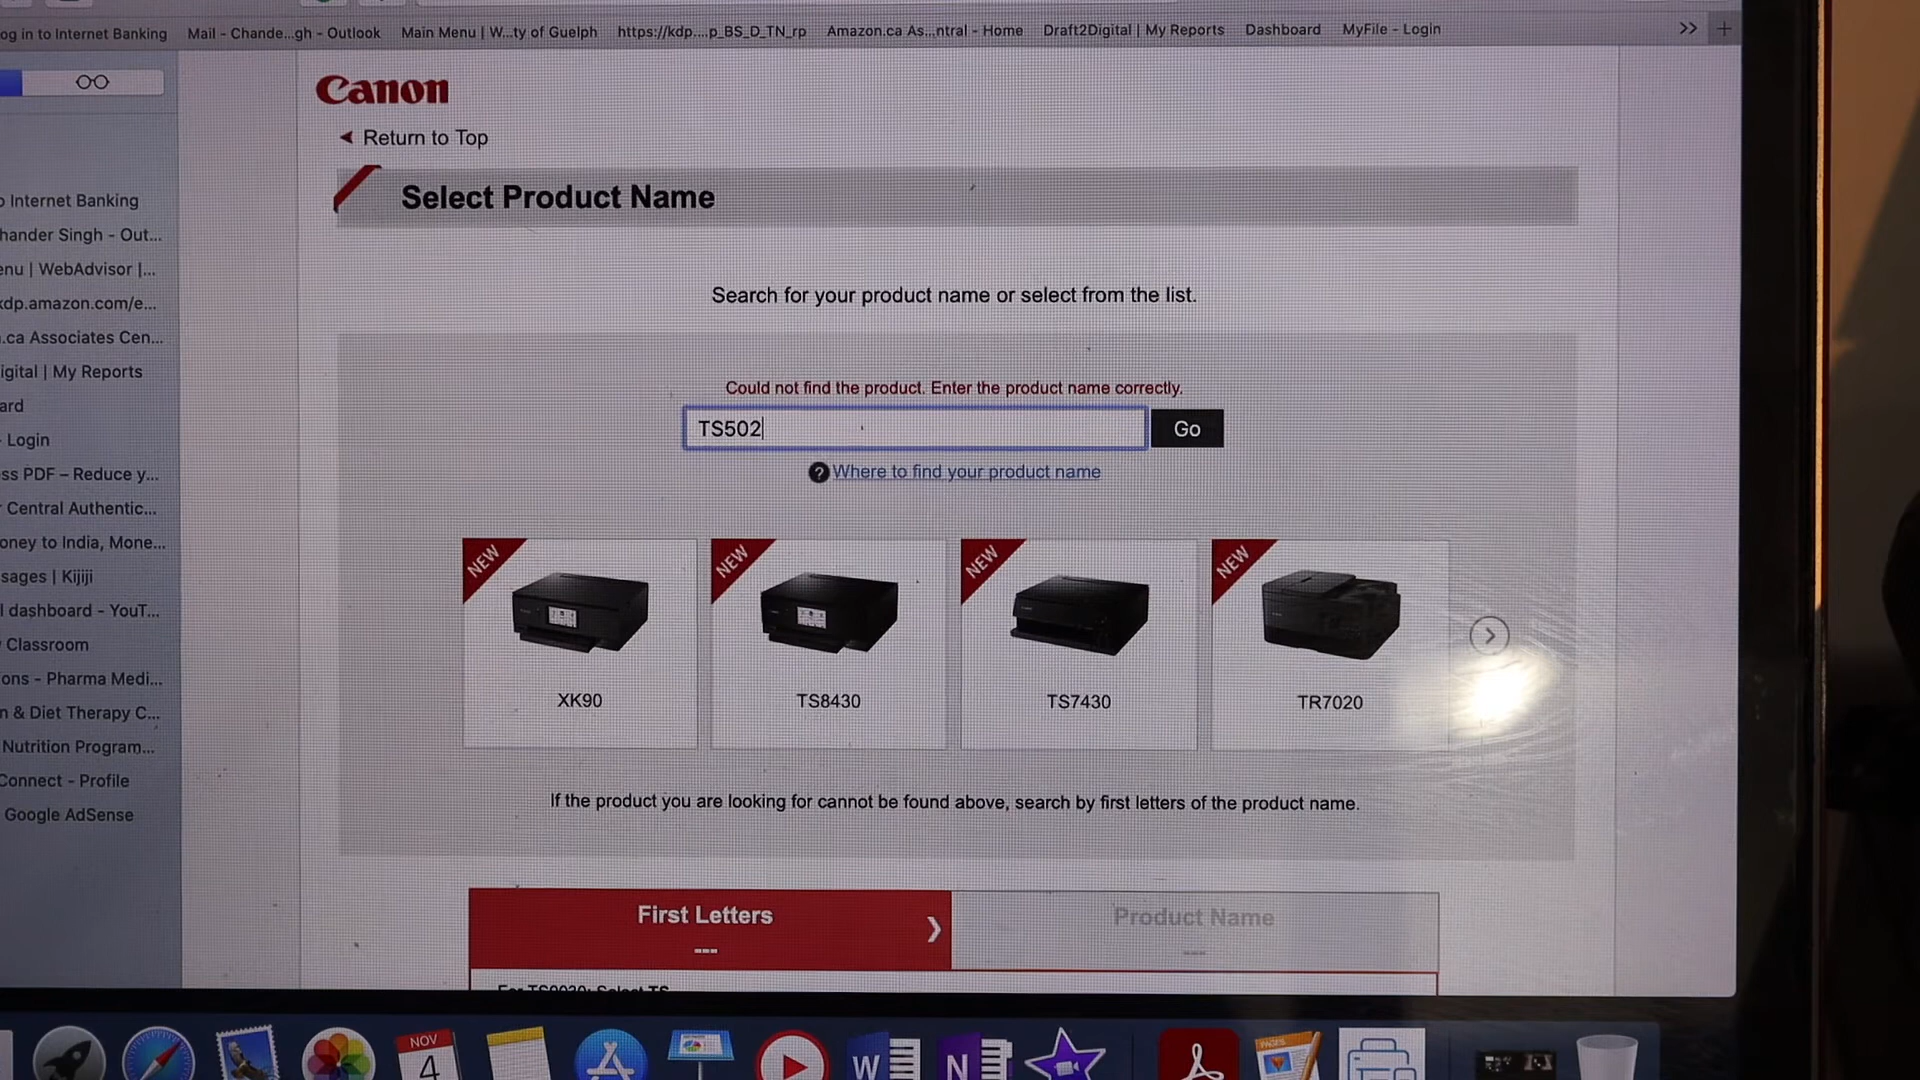 og in to Internet Banking
Mail - Chande...gh - Outlook
Main Menu | W...ty of Guelph
https://kdp....p_BS_D_TN_rp
Amazon.ca As...ntral - Home
Draft2Digital | My Reports
Dashboard
MyFile - Login
>>
+
o Internet Banking
hander Singh - Out...
enu | WebAdvisor |...
kdp.amazon.com/e...
.ca Associates Cen...
igital | My Reports
ard
- Login
ss PDF – Reduce y...
r Central Authentic...
oney to India, Mone...
sages | Kijiji
l dashboard - YouT...
Classroom
ons - Pharma Medi...
n & Diet Therapy C...
Nutrition Program...
Connect - Profile
Google AdSense
Canon
Return to Top
Select Product Name
Search for your product name or select from the list.
Could not find the product. Enter the product name correctly.
TS502
Go
? Where to find your product name
NEW
XK90
NEW
TS8430
NEW
TS7430
NEW
TR7020
If the product you are looking for cannot be found above, search by first letters of the product name.
First Letters
---
Product Name
---
For TS9020: Select TS
NOV
4
W
N
PAGES